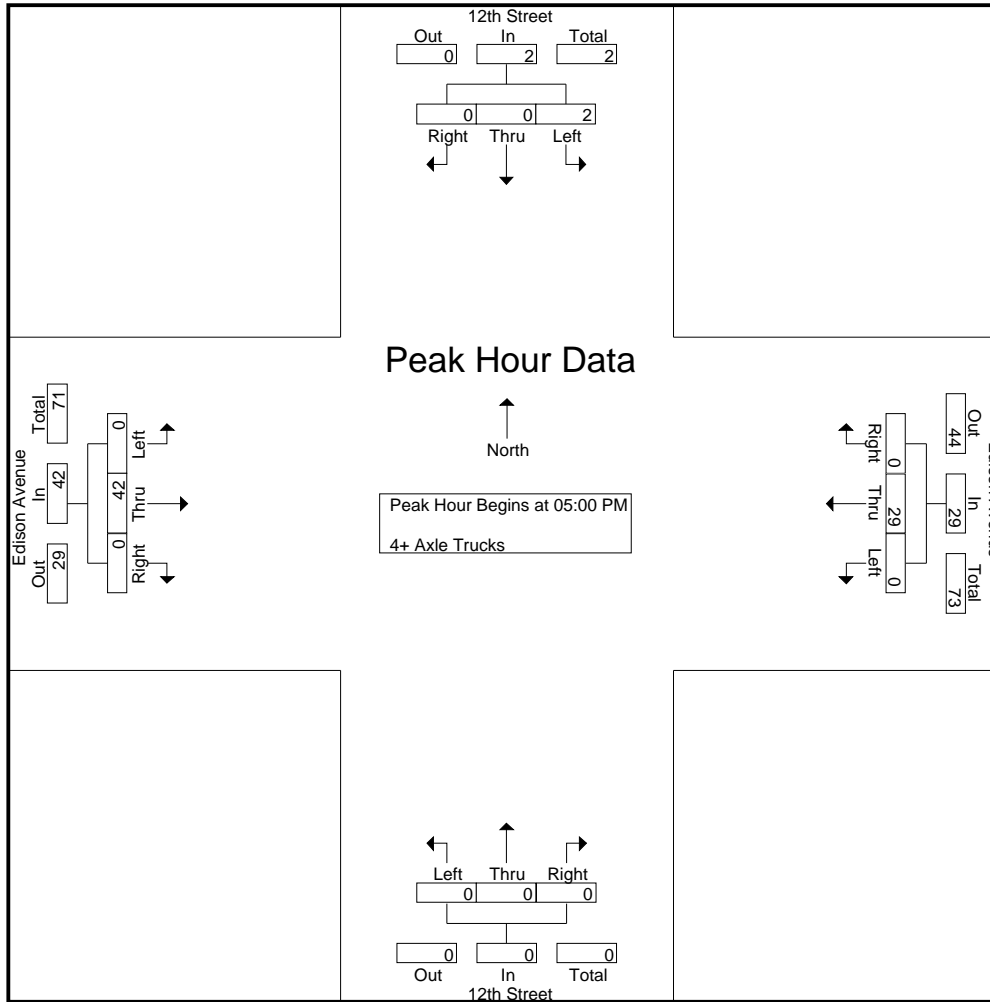 12th Street
Out In Total
0 2 2
0 0 2
Right Thru Left
Peak Hour Data
North
Peak Hour Begins at 05:00 PM
4+ Axle Trucks
Edison Avenue
Out In Total
29 42 71
0 42 0
Right Thru Left
Out In Total
44 29 73
0 29 0
Right Thru Left
Left Thru Right
0 0 0
0 0 0
Out In Total
12th Street